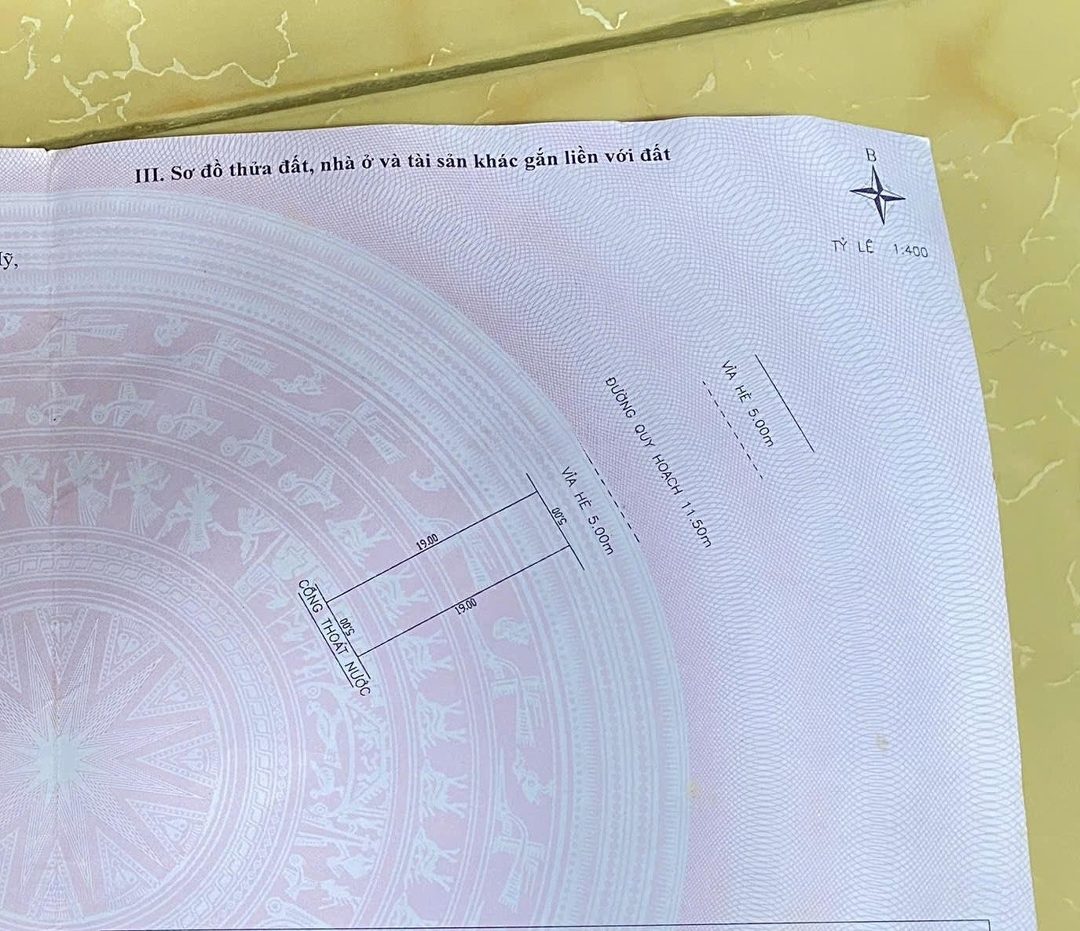 III. Sơ đồ thửa đất, nhà ở và tài sản khác gắn liền với đất
B
TỶ LỆ 1:400
ỹ,
VỈA HÈ 5.00m
ĐƯỜNG QUY HOẠCH 11.50m
VỈA HÈ 5.00m
5.00
19.00
19.00
5.00
CỐNG THOÁT NƯỚC